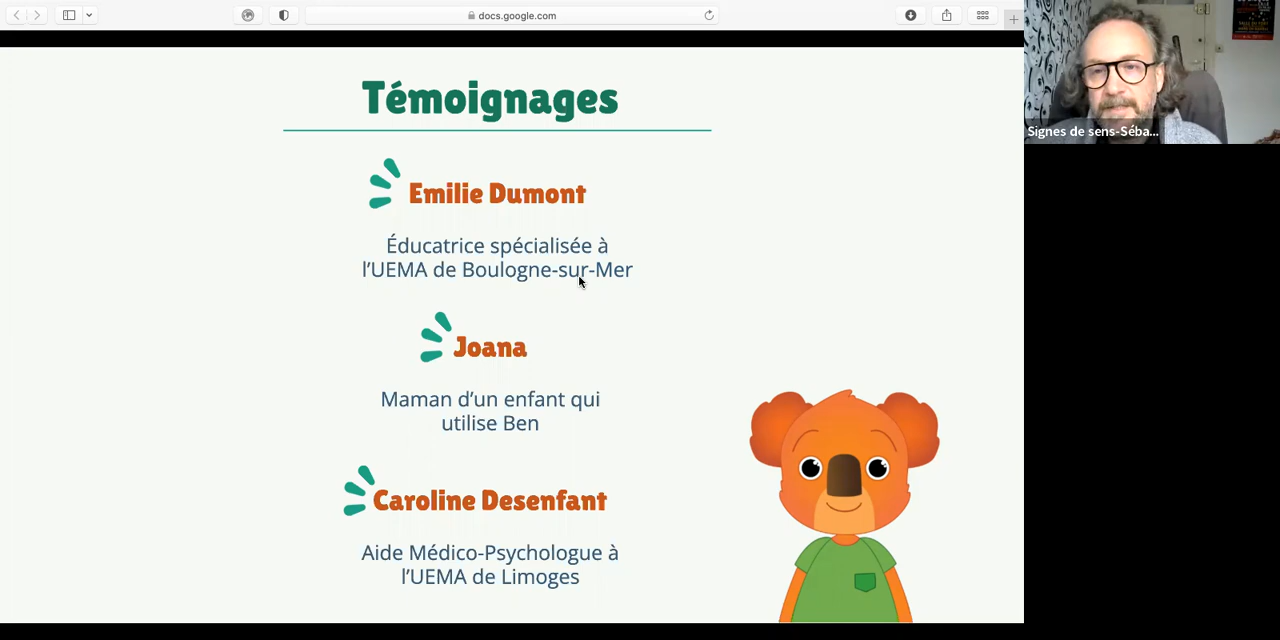 docs.google.com
Témoignages
Emilie Dumont
Éducatrice spécialisée à
l'UEMA de Boulogne-sur-Mer
Joana
Maman d'un enfant qui
utilise Ben
Caroline Desenfant
Aide Médico-Psychologue à
l'UEMA de Limoges
Signes de sens-Séba...